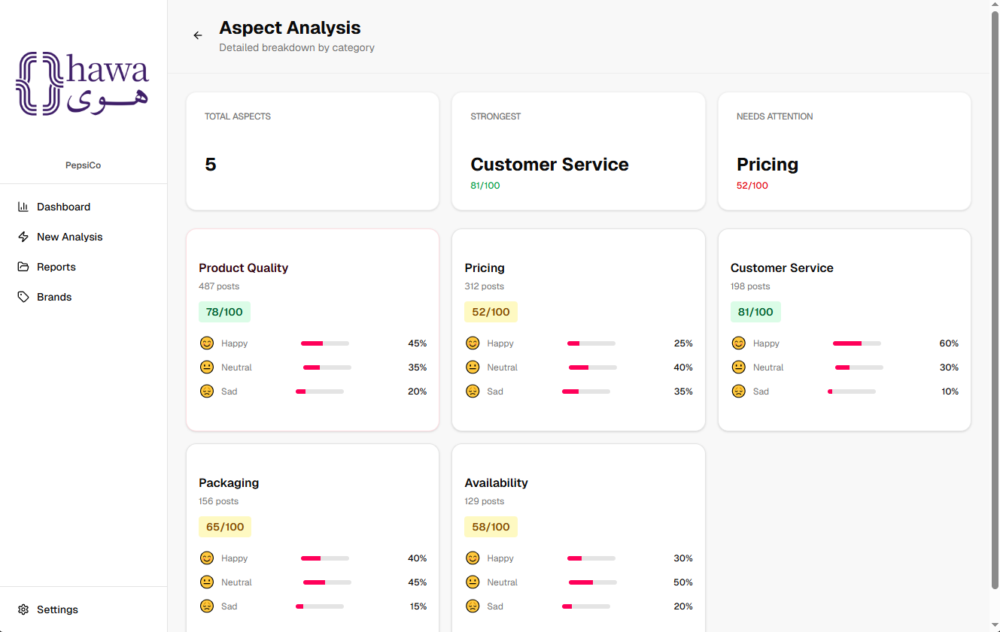 hawa
هوى
PepsiCo
Dashboard
New Analysis
Reports
Brands
Settings
Aspect Analysis
Detailed breakdown by category
TOTAL ASPECTS
5
STRONGEST
Customer Service
81/100
NEEDS ATTENTION
Pricing
52/100
Product Quality
487 posts
78/100
Happy 45%
Neutral 35%
Sad 20%
Pricing
312 posts
52/100
Happy 25%
Neutral 40%
Sad 35%
Customer Service
198 posts
81/100
Happy 60%
Neutral 30%
Sad 10%
Packaging
156 posts
65/100
Happy 40%
Neutral 45%
Sad 15%
Availability
129 posts
58/100
Happy 30%
Neutral 50%
Sad 20%